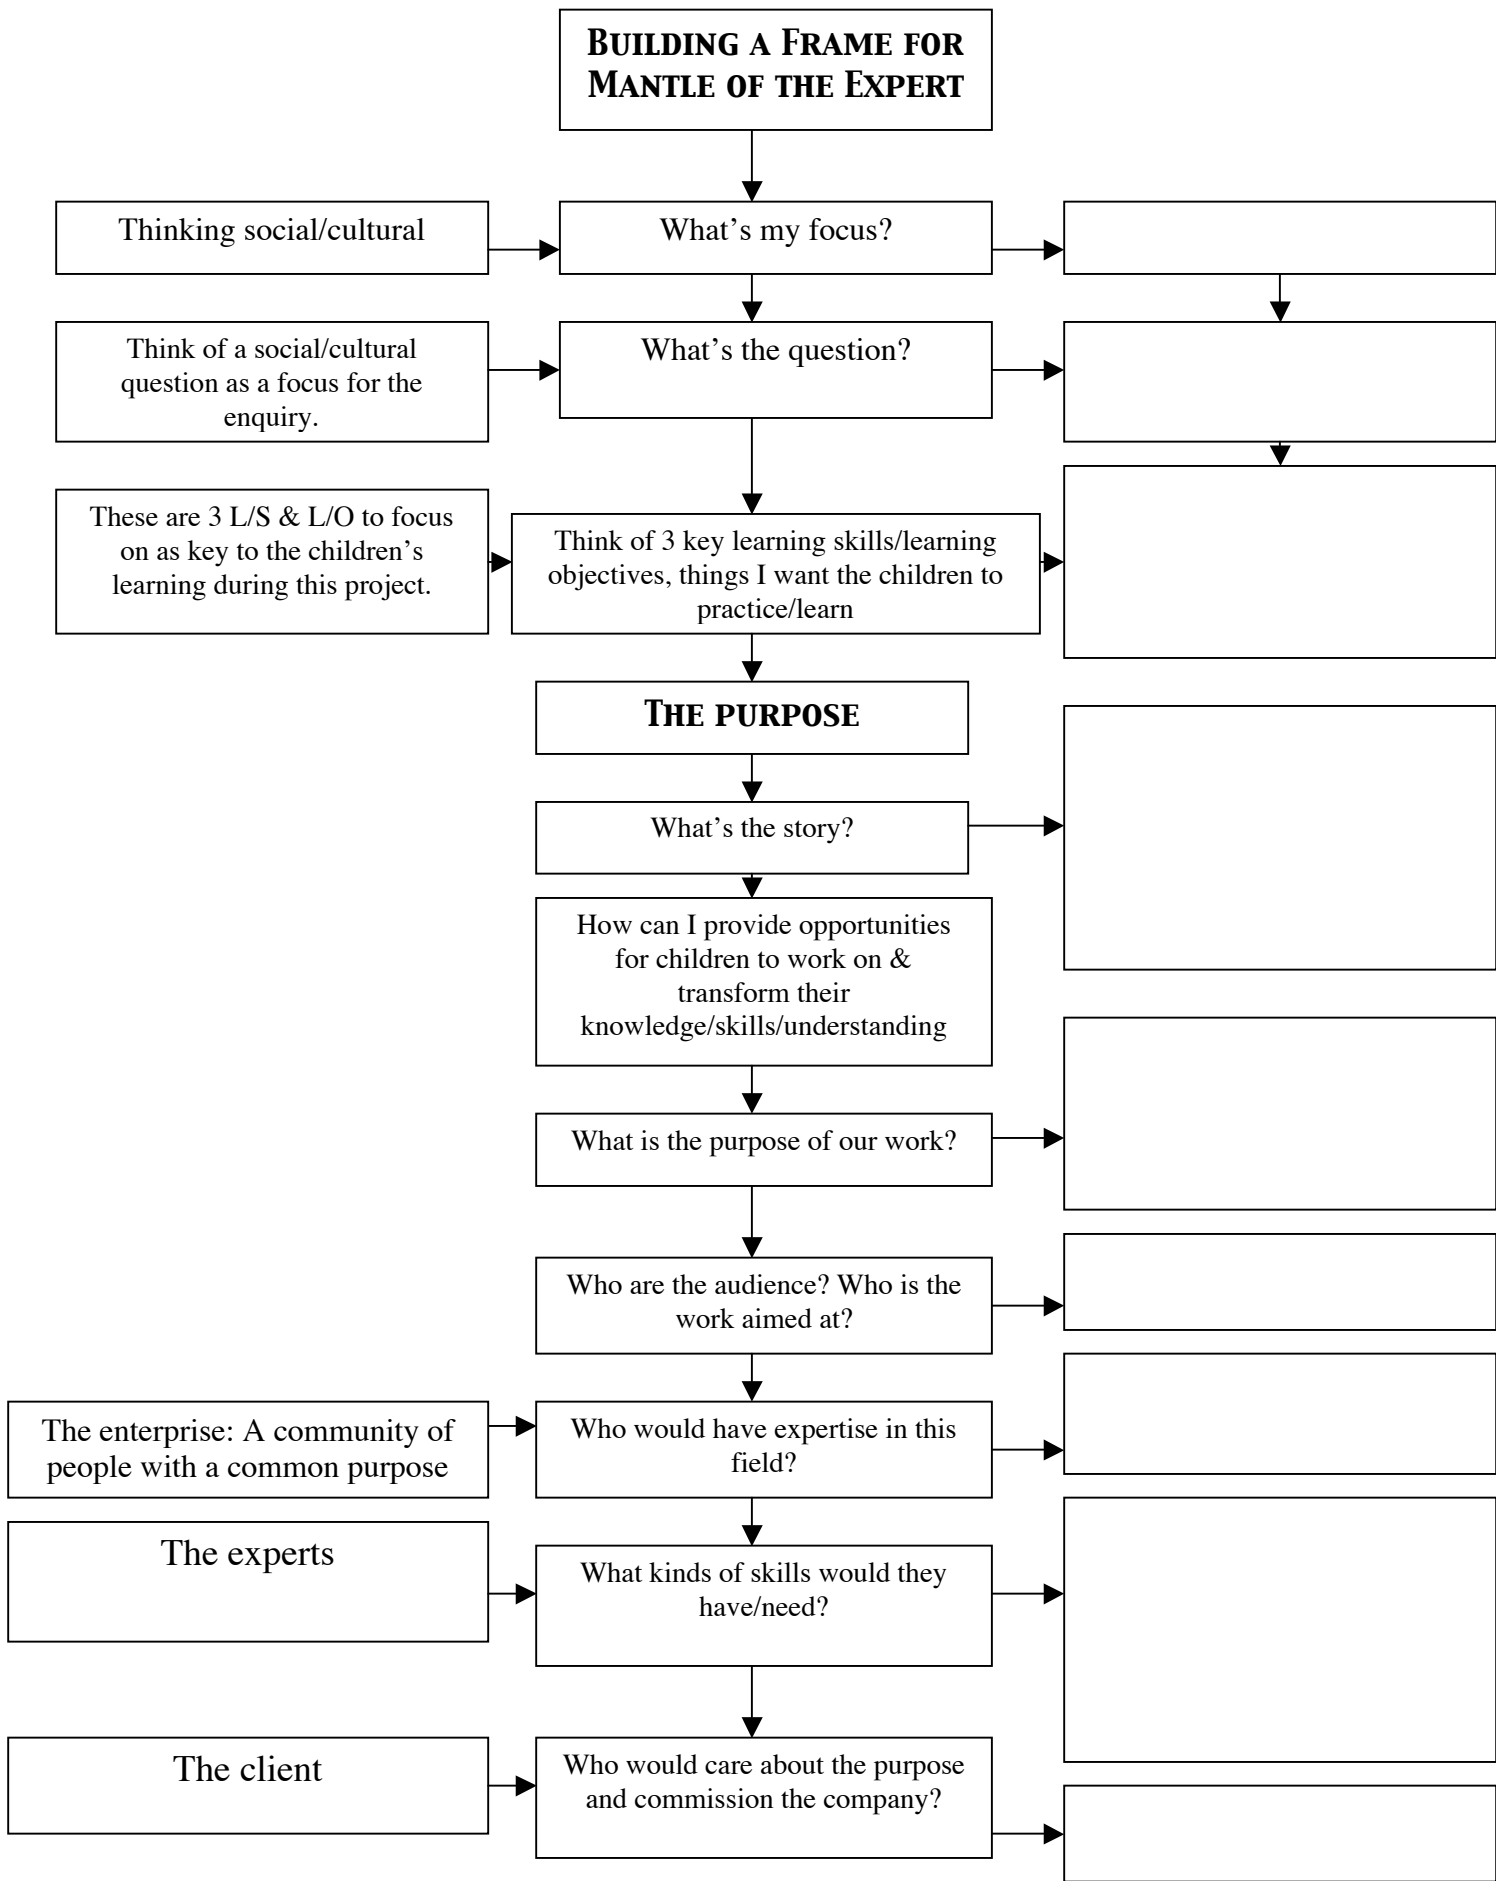 BUILDING A FRAME FOR
MANTLE OF THE EXPERT
Thinking social/cultural
What’s my focus?
Think of a social/cultural
question as a focus for the
enquiry.
What’s the question?
These are 3 L/S & L/O to focus
on as key to the children’s
learning during this project.
Think of 3 key learning skills/learning
objectives, things I want the children to
practice/learn
THE PURPOSE
What’s the story?
How can I provide opportunities
for children to work on &
transform their
knowledge/skills/understanding
What is the purpose of our work?
Who are the audience? Who is the
work aimed at?
The enterprise: A community of
people with a common purpose
Who would have expertise in this
field?
The experts
What kinds of skills would they
have/need?
The client
Who would care about the purpose
and commission the company?